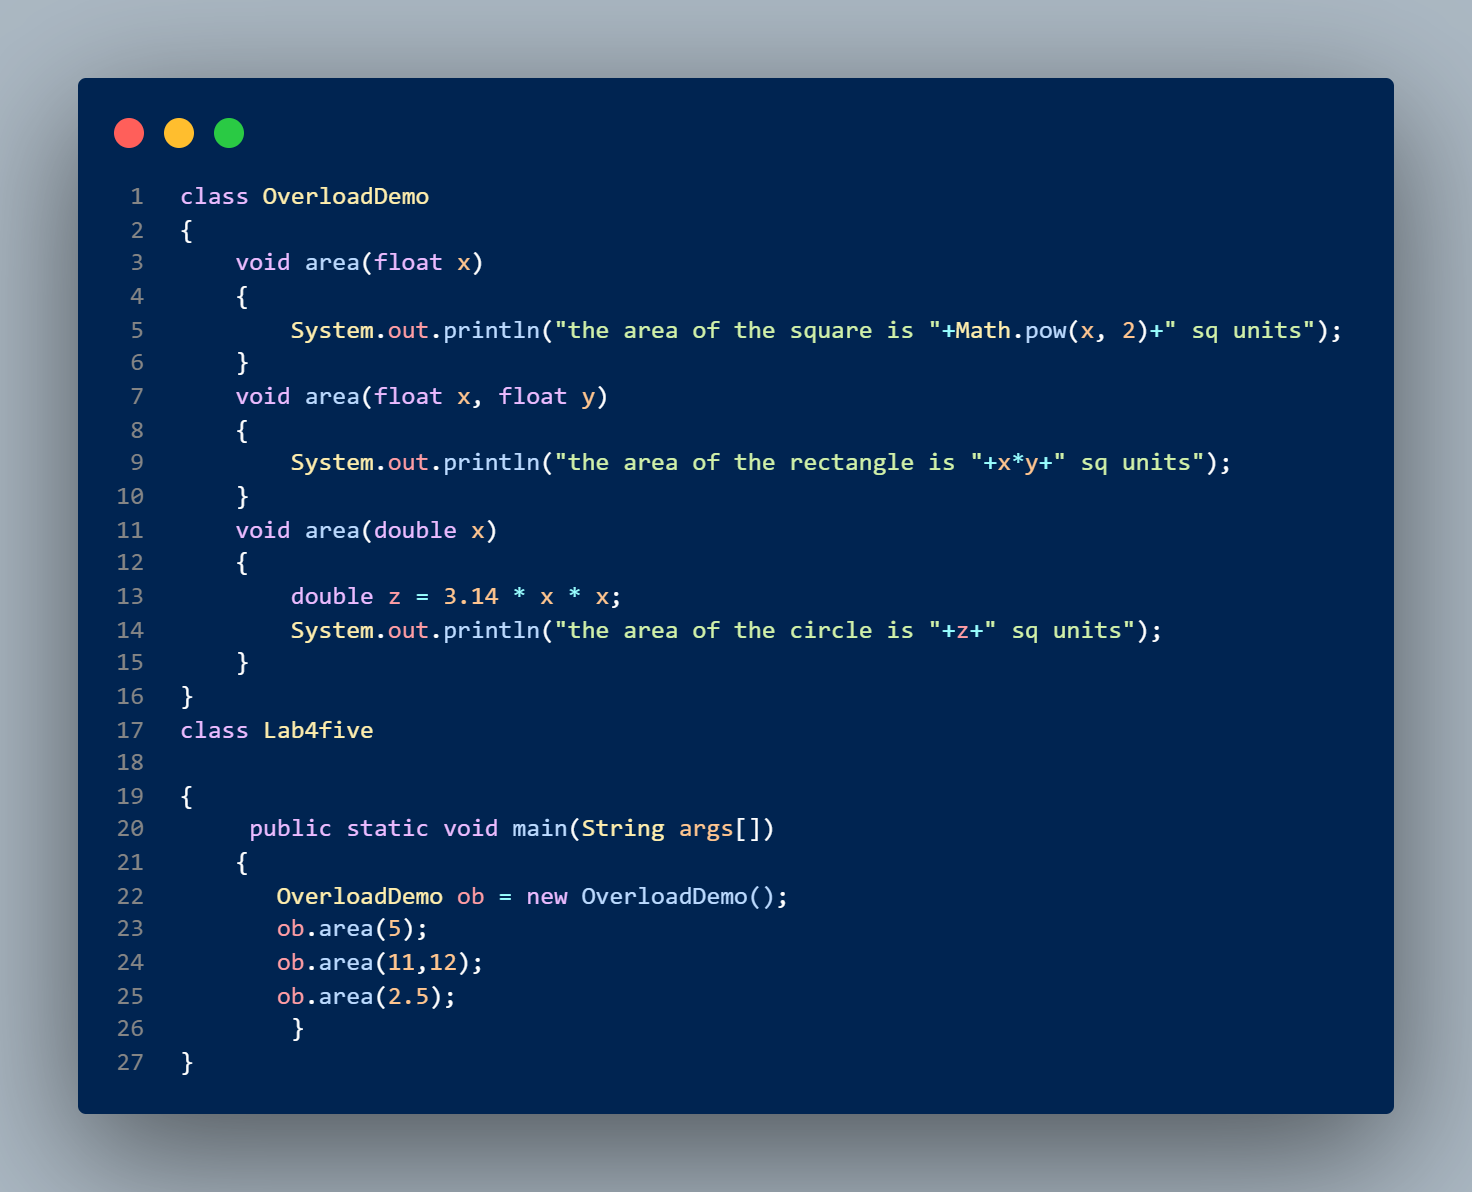 1 class OverloadDemo
2 {
3     void area(float x)
4     {
5         System.out.println("the area of the square is "+Math.pow(x, 2)+" sq units");
6     }
7     void area(float x, float y)
8     {
9         System.out.println("the area of the rectangle is "+x*y+" sq units");
10     }
11     void area(double x)
12     {
13         double z = 3.14 * x * x;
14         System.out.println("the area of the circle is "+z+" sq units");
15     }
16 }
17 class Lab4five
18
19 {
20      public static void main(String args[])
21     {
22        OverloadDemo ob = new OverloadDemo();
23        ob.area(5);
24        ob.area(11,12);
25        ob.area(2.5);
26         }
27 }